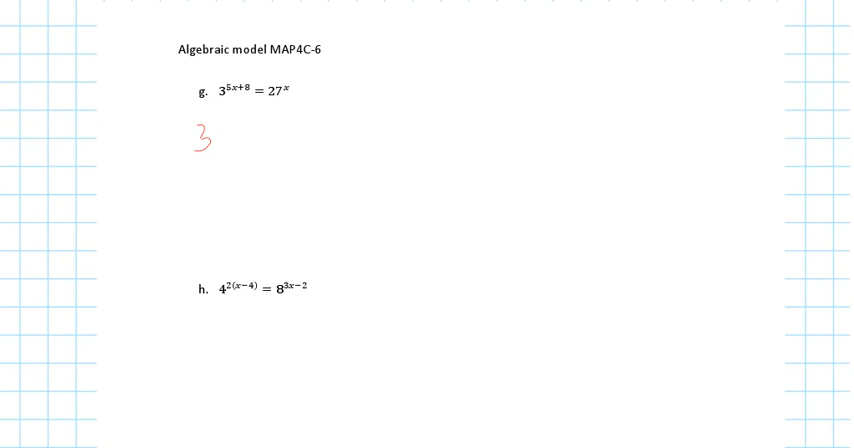 Algebraic model MAP4C-6
g. 3^{5x+8} = 27^{x}
3
h. 4^{2(x−4)} = 8^{3x−2}